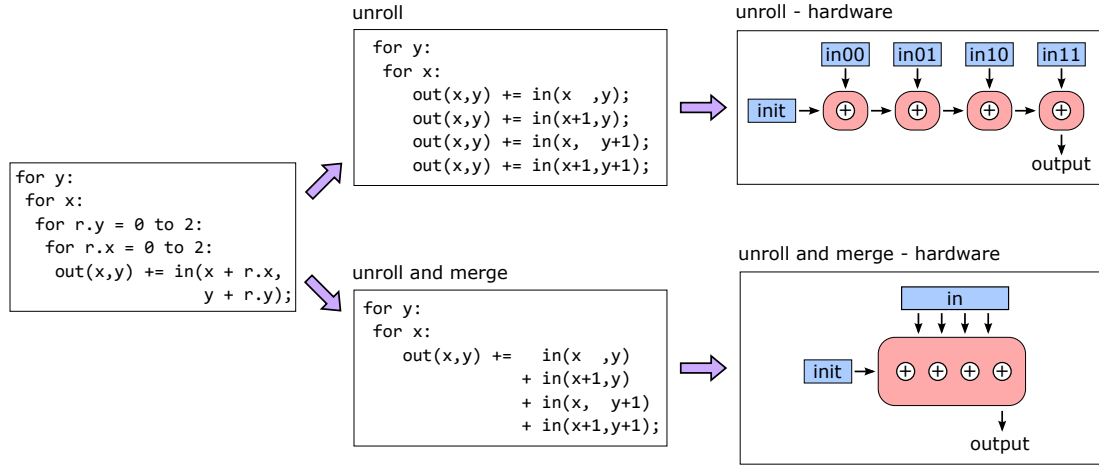 for y:
for x:
for r.y = 0 to 2:
for r.x = 0 to 2:
out(x,y) += in(x + r.x,
y + r.y);
unroll
for y:
for x:
out(x,y) += in(x  ,y);
out(x,y) += in(x+1,y);
out(x,y) += in(x,  y+1);
out(x,y) += in(x+1,y+1);
unroll - hardware
in00 in01 in10 in11
init + + + +
output
unroll and merge
for y:
for x:
out(x,y) +=   in(x  ,y)
+ in(x+1,y)
+ in(x,  y+1)
+ in(x+1,y+1);
unroll and merge - hardware
in
init + + + +
output